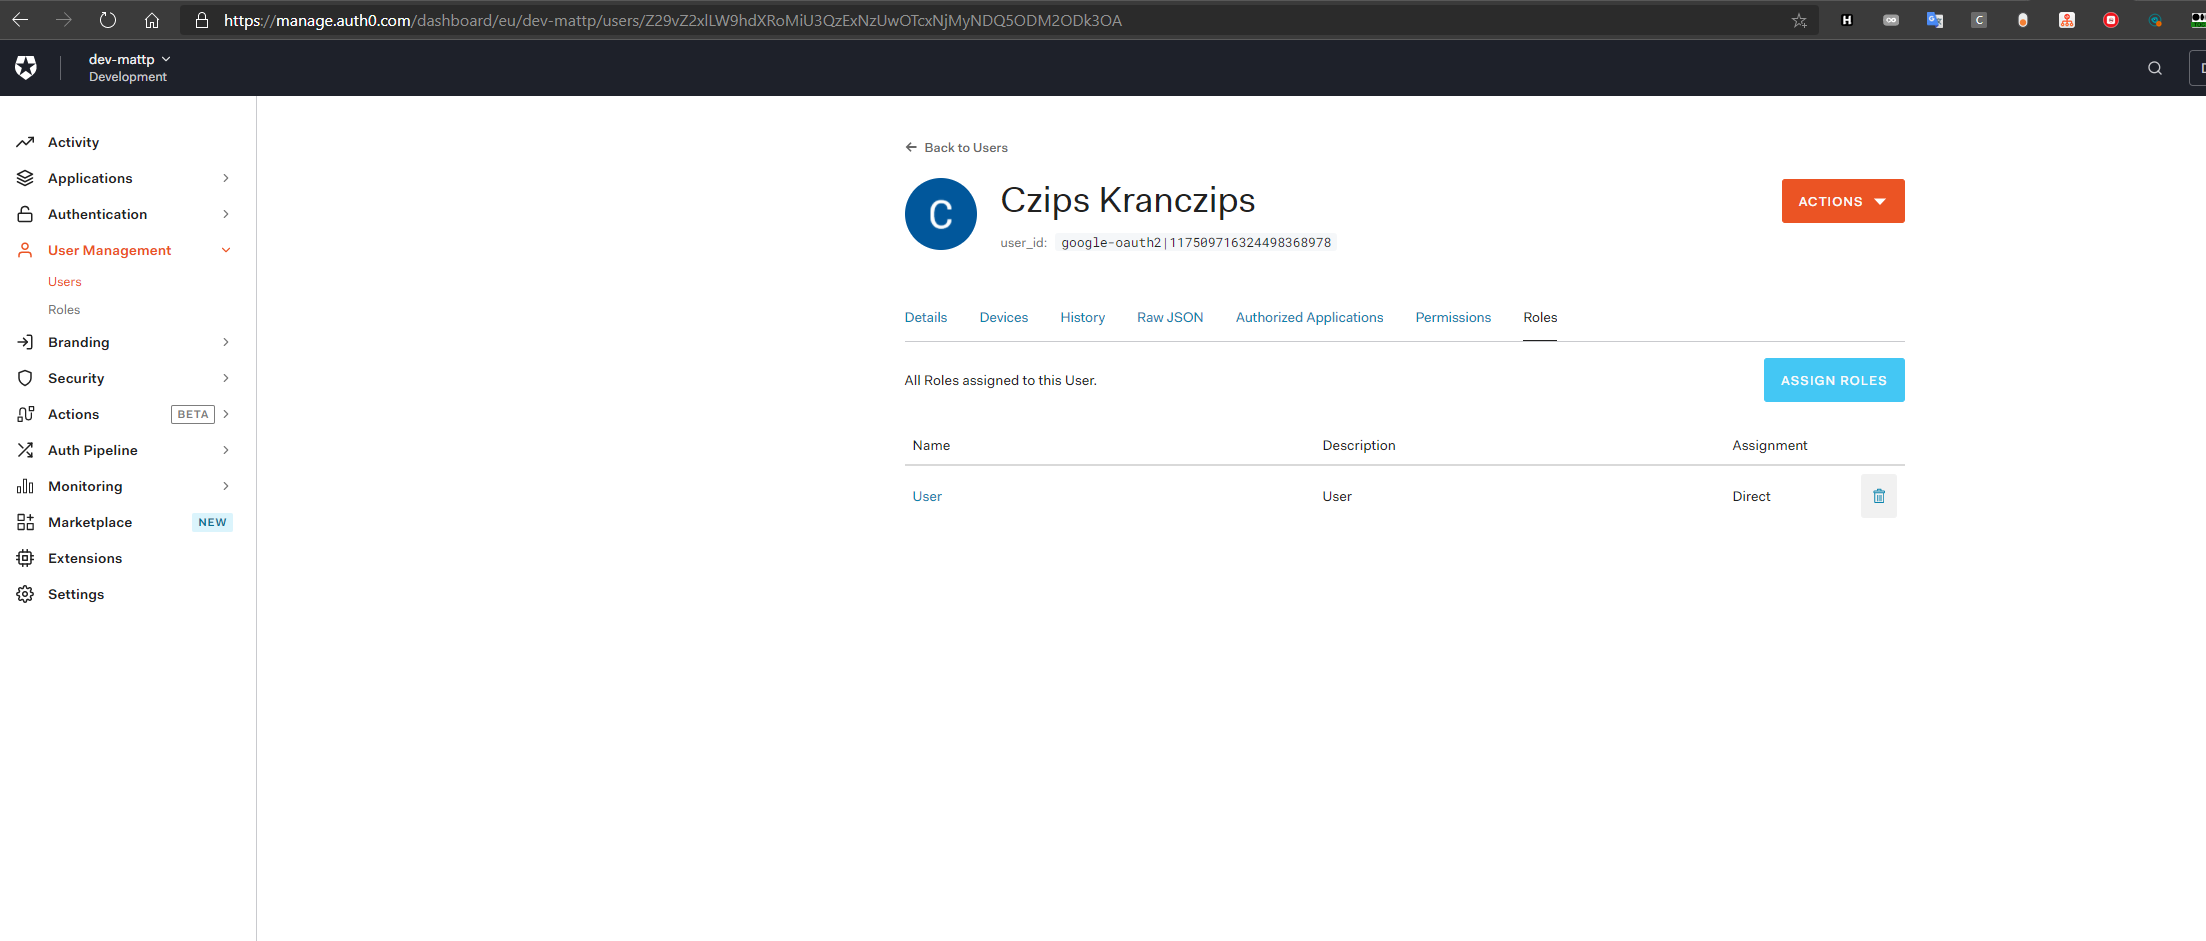 https://manage.auth0.com/dashboard/eu/dev-mattp/users/Z29vZ2xlLW9hdXRoMiU3QzExNzUwOTcxNjMyNDQ5ODM2ODk3OA
dev-mattp
Development
Activity
Applications
Authentication
User Management
Users
Roles
Branding
Security
Actions BETA
Auth Pipeline
Monitoring
Marketplace NEW
Extensions
Settings
Back to Users
C
Czips Kranczips
user_id: google-oauth2|117509716324498368978
ACTIONS
Details Devices History Raw JSON Authorized Applications Permissions Roles
All Roles assigned to this User.
ASSIGN ROLES
Name Description Assignment
User User Direct